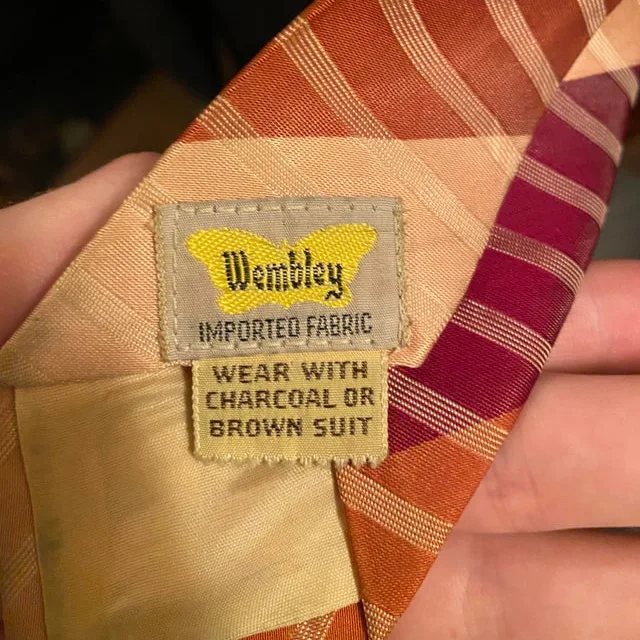 Wembley
IMPORTED FABRIC
WEAR WITH
CHARCOAL OR
BROWN SUIT